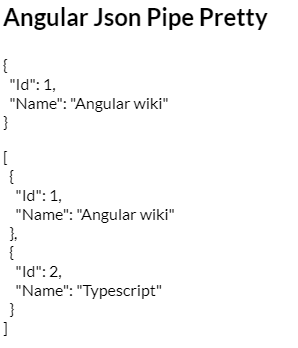 Angular Json Pipe Pretty
{
  "Id": 1,
  "Name": "Angular wiki"
}
[
  {
    "Id": 1,
    "Name": "Angular wiki"
  },
  {
    "Id": 2,
    "Name": "Typescript"
  }
]